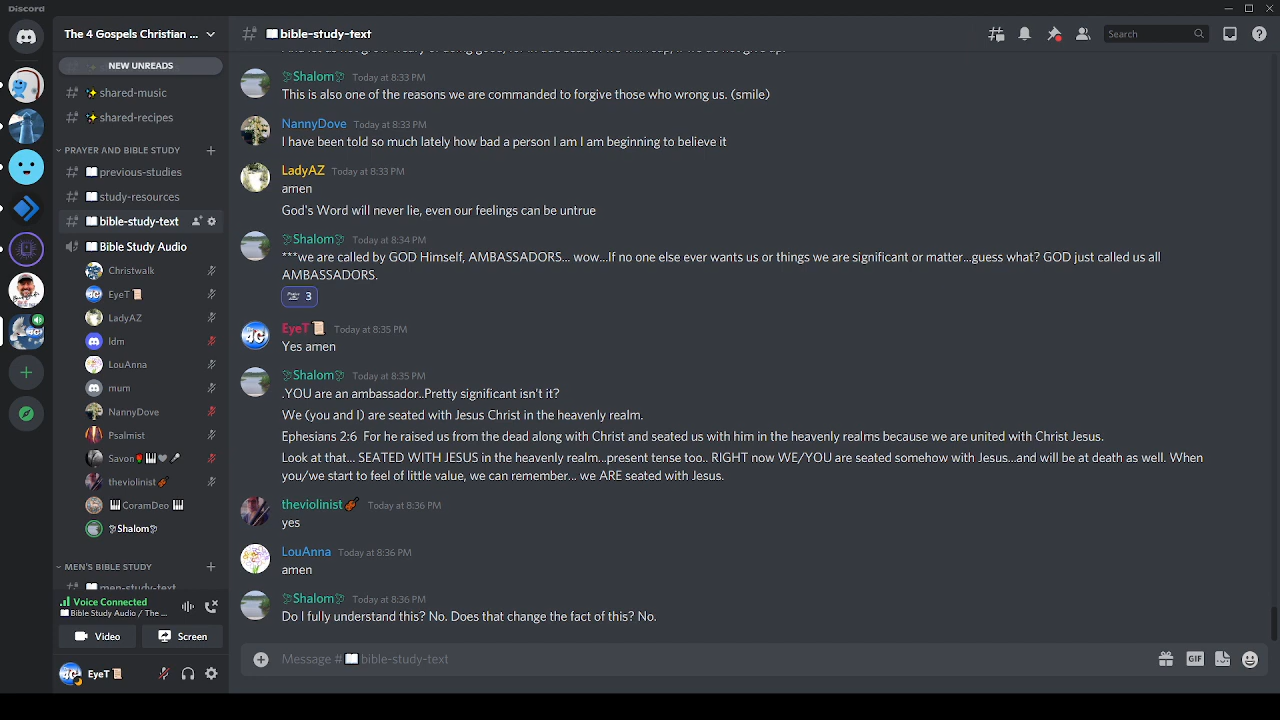 Discord
The 4 Gospels Christian ...
bible-study-text
Search
NEW UNREADS
shared-music
shared-recipes
PRAYER AND BIBLE STUDY
previous-studies
study-resources
bible-study-text
Bible Study Audio
Christwalk
EyeT
LadyAZ
ldm
LouAnna
mum
NannyDove
Psalmist
Savon
theviolinist
CoramDeo
Shalom
MEN'S BIBLE STUDY
men-study-text
Voice Connected
Bible Study Audio / The ...
Video
Screen
EyeT
Shalom Today at 8:33 PM
This is also one of the reasons we are commanded to forgive those who wrong us. (smile)
NannyDove Today at 8:33 PM
I have been told so much lately how bad a person I am I am beginning to believe it
LadyAZ Today at 8:33 PM
amen
God's Word will never lie, even our feelings can be untrue
Shalom Today at 8:34 PM
***we are called by GOD Himself, AMBASSADORS... wow...If no one else ever wants us or things we are significant or matter...guess what? GOD just called us all
AMBASSADORS.
3
EyeT Today at 8:35 PM
Yes amen
Shalom Today at 8:35 PM
.YOU are an ambassador..Pretty significant isn't it?
We (you and I) are seated with Jesus Christ in the heavenly realm.
Ephesians 2:6 For he raised us from the dead along with Christ and seated us with him in the heavenly realms because we are united with Christ Jesus.
Look at that... SEATED WITH JESUS in the heavenly realm...present tense too.. RIGHT now WE/YOU are seated somehow with Jesus...and will be at death as well. When
you/we start to feel of little value, we can remember... we ARE seated with Jesus.
theviolinist Today at 8:36 PM
yes
LouAnna Today at 8:36 PM
amen
Shalom Today at 8:36 PM
Do I fully understand this? No. Does that change the fact of this? No.
Message # bible-study-text
GIF